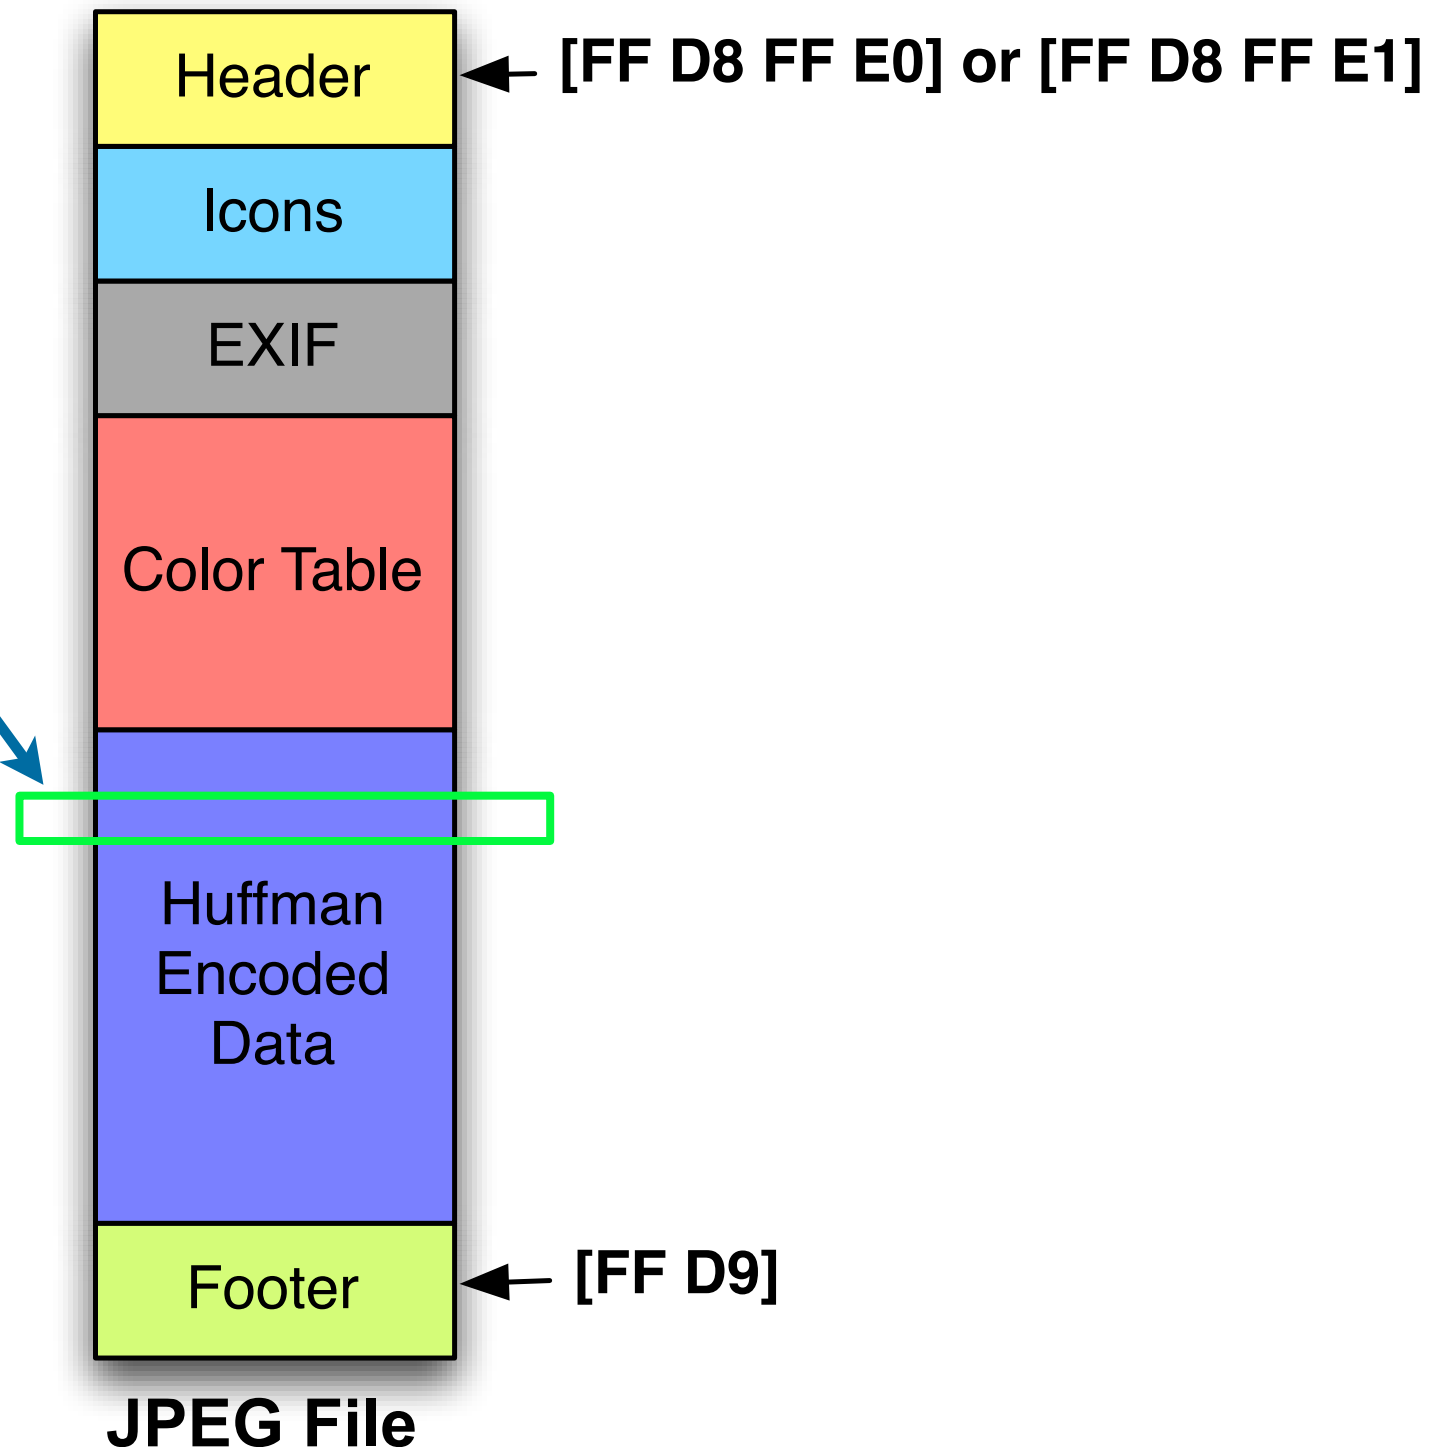 Header
[FF D8 FF E0] or [FF D8 FF E1]
Icons
EXIF
Color Table
Huffman
Encoded
Data
Footer
[FF D9]
JPEG File